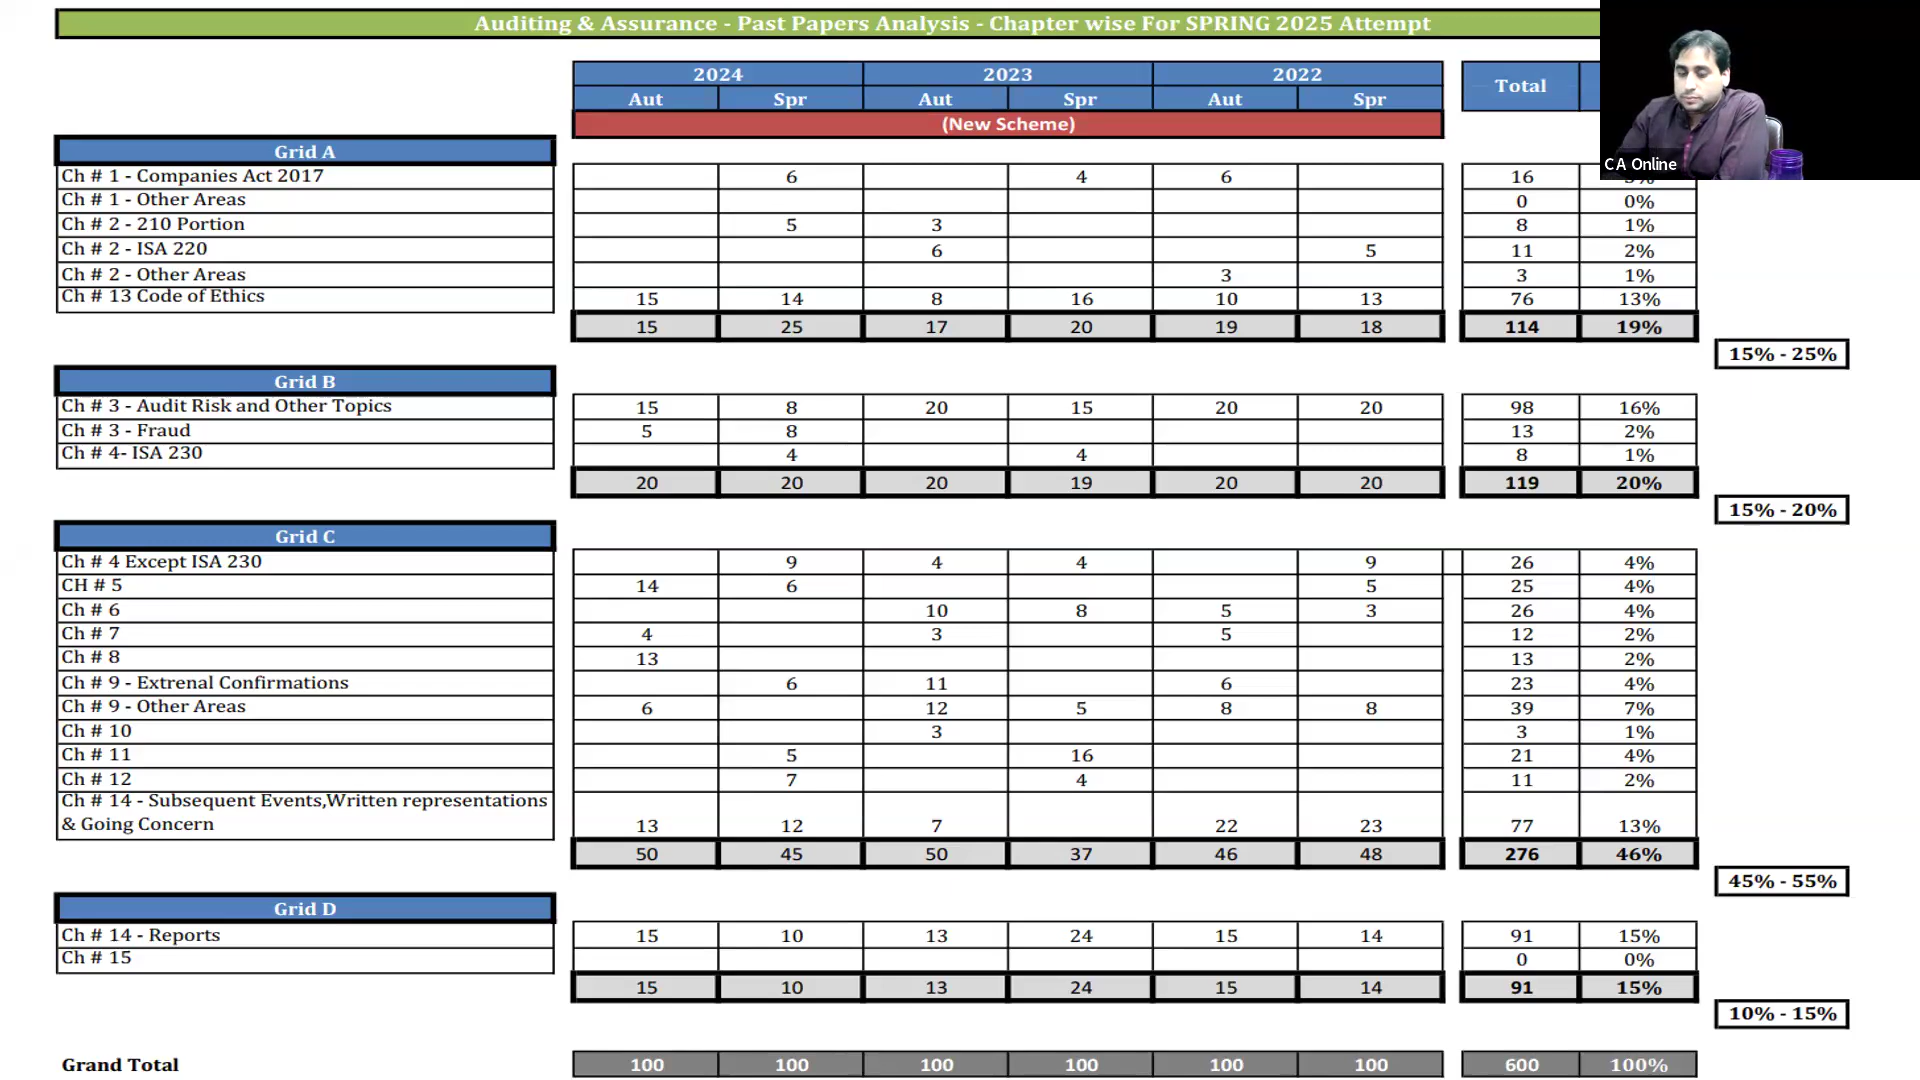 Auditing & Assurance - Past Papers Analysis - Chapter wise For SPRING 2025 Attempt
2024 2023 2022 Total
Aut Spr Aut Spr Aut Spr
(New Scheme)
C A Online
Grid A
Ch # 1 - Companies Act 2017 6 4 6 16
Ch # 1 - Other Areas 0 0%
Ch # 2 - 210 Portion 5 3 8 1%
Ch # 2 - ISA 220 6 5 11 2%
Ch # 2 - Other Areas 3 3 1%
Ch # 13 Code of Ethics 15 14 8 16 10 13 76 13%
15 25 17 20 19 18 114 19%
15% - 25%
Grid B
Ch # 3 - Audit Risk and Other Topics 15 8 20 15 20 20 98 16%
Ch # 3 - Fraud 5 8 13 2%
Ch # 4- ISA 230 4 4 8 1%
20 20 20 19 20 20 119 20%
15% - 20%
Grid C
Ch # 4 Except ISA 230 9 4 4 9 26 4%
CH # 5 14 6 5 25 4%
Ch # 6 10 8 5 3 26 4%
Ch # 7 4 3 5 12 2%
Ch # 8 13 13 2%
Ch # 9 - Extrenal Confirmations 6 11 6 23 4%
Ch # 9 - Other Areas 6 12 5 8 8 39 7%
Ch # 10 3 3 1%
Ch # 11 5 16 21 4%
Ch # 12 7 4 11 2%
Ch # 14 - Subsequent Events,Written representations
& Going Concern 13 12 7 22 23 77 13%
50 45 50 37 46 48 276 46%
45% - 55%
Grid D
Ch # 14 - Reports 15 10 13 24 15 14 91 15%
Ch # 15 0 0%
15 10 13 24 15 14 91 15%
10% - 15%
Grand Total 100 100 100 100 100 100 600 100%